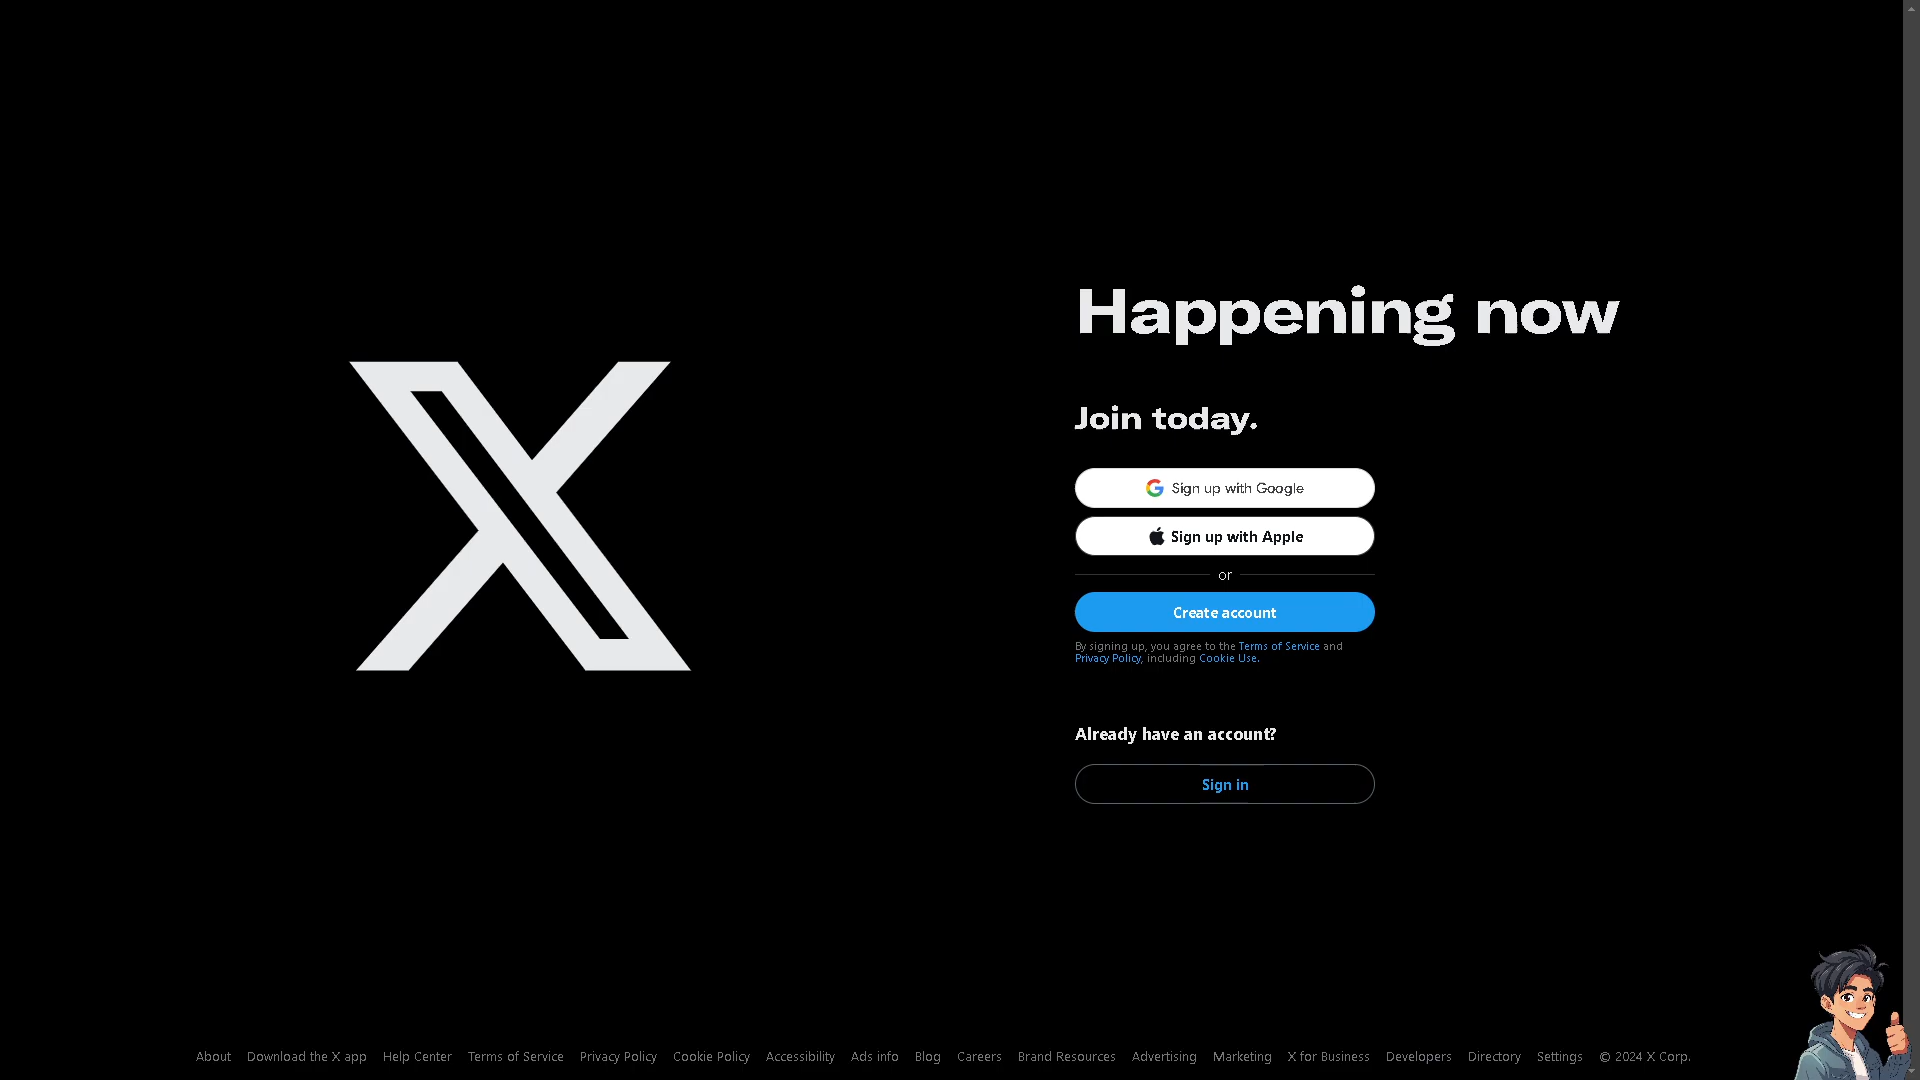 Happening now
Join today.
Sign up with Google
Sign up with Apple
or
Create account
By signing up, you agree to the Terms of Service and
Privacy Policy, including Cookie Use.
Already have an account?
Sign in
About Download the X app Help Center Terms of Service Privacy Policy Cookie Policy Accessibility Ads info Blog Careers Brand Resources Advertising Marketing X for Business Developers Directory Settings © 2024 X Corp.